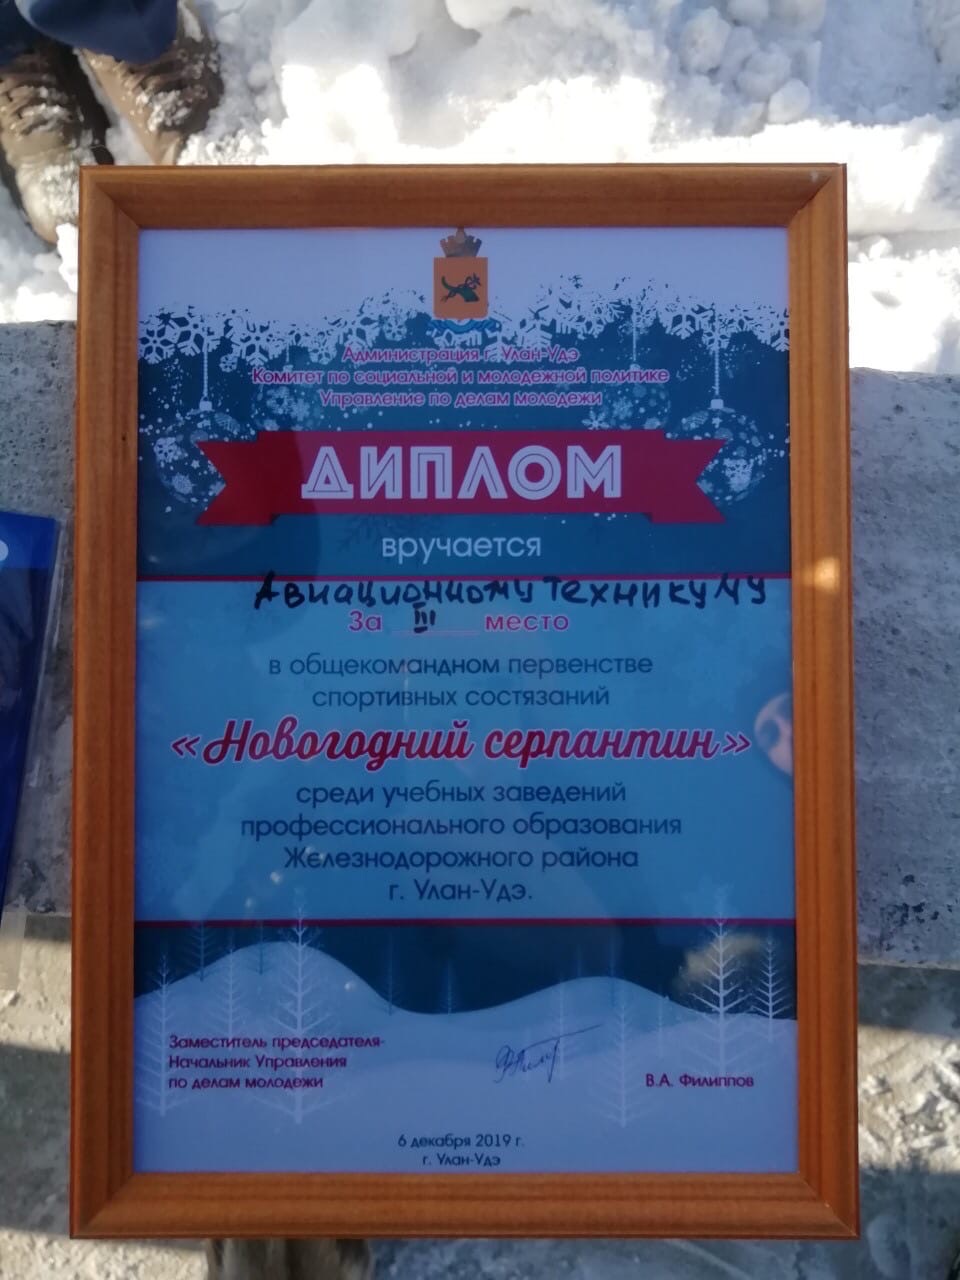 Администрация г. Улан-Удэ
Комитет по социальной и молодежной политике
Управление по делам молодежи
ДИПЛОМ
вручается
Авиационному техникуму
За III место
в общекомандном первенстве
спортивных состязаний
«Новогодний серпантин»
среди учебных заведений
профессионального образования
Железнодорожного района
г. Улан-Удэ.
Заместитель председателя-
Начальник Управления
по делам молодежи
В.А. Филиппов
6 декабря 2019 г.
г. Улан-Удэ